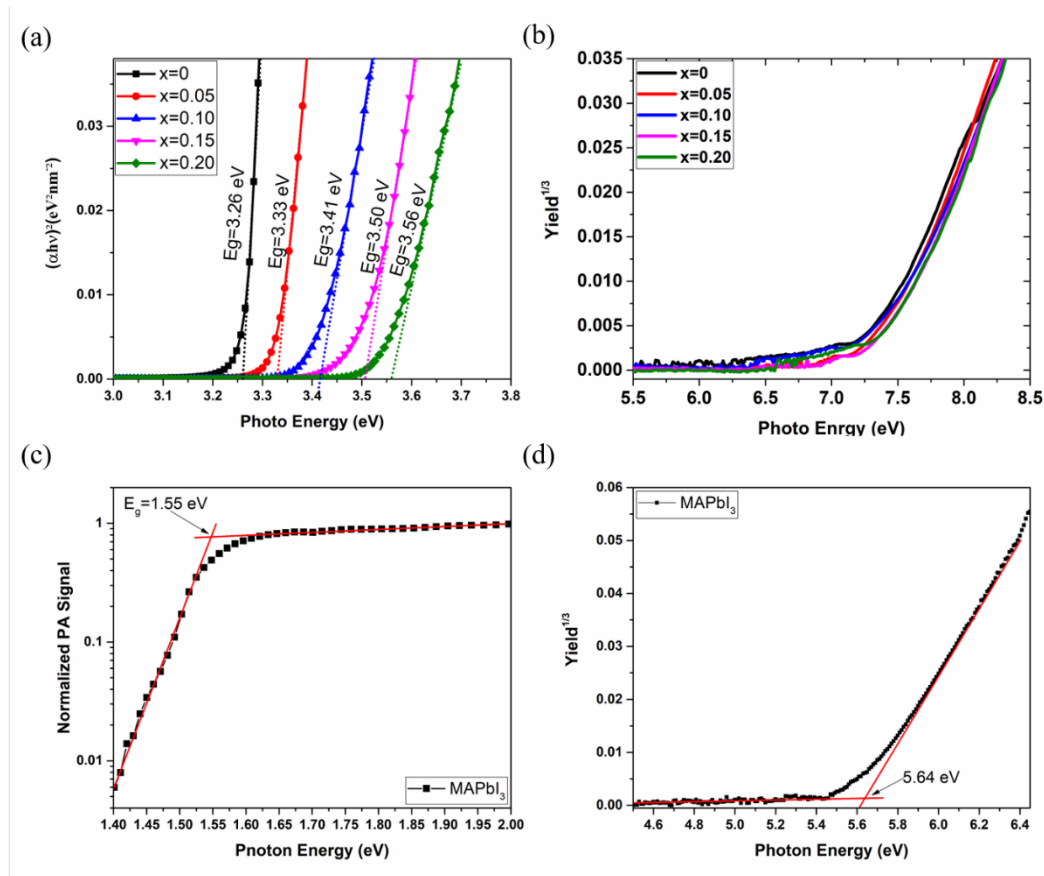 (a)
(αhν)²(eV²nm⁻²)
0.03
0.02
0.01
0.00
x=0
x=0.05
x=0.10
x=0.15
x=0.20
Eg=3.26 eV
Eg=3.33 eV
Eg=3.41 eV
Eg=3.50 eV
Eg=3.56 eV
3.0 3.1 3.2 3.3 3.4 3.5 3.6 3.7 3.8
Photo Energy (eV)
(b)
Yield^1/3
0.035
0.030
0.025
0.020
0.015
0.010
0.005
0.000
x=0
x=0.05
x=0.10
x=0.15
x=0.20
5.5 6.0 6.5 7.0 7.5 8.0 8.5
Photo Enrgy (eV)
(c)
Normalized PA Signal
1
0.1
0.01
E_g=1.55 eV
MAPbI₃
1.40 1.45 1.50 1.55 1.60 1.65 1.70 1.75 1.80 1.85 1.90 1.95 2.00
Pnoton Energy (eV)
(d)
Yield^1/3
0.06
0.05
0.04
0.03
0.02
0.01
0.00
MAPbI₃
5.64 eV
4.6 4.8 5.0 5.2 5.4 5.6 5.8 6.0 6.2 6.4
Photon Energy (eV)